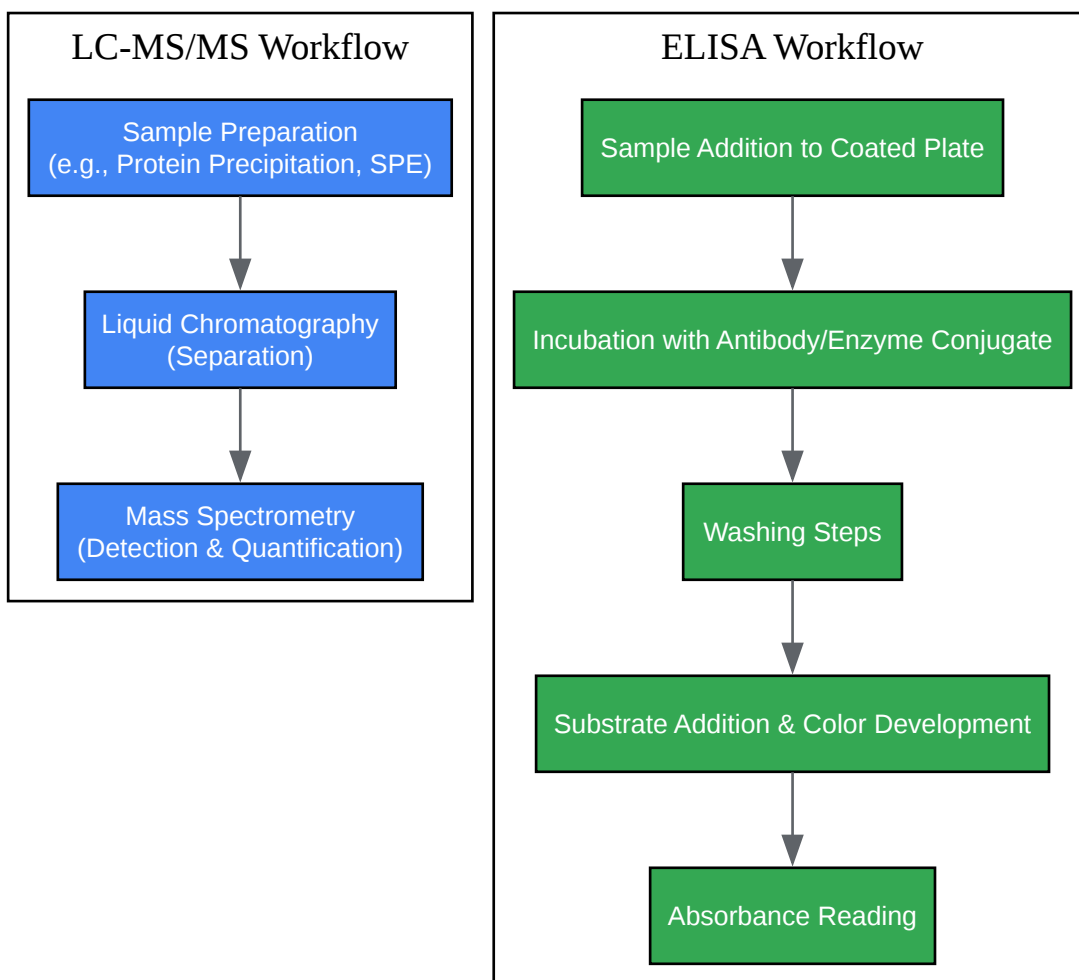 LC-MS/MS Workflow
Sample Preparation
(e.g., Protein Precipitation, SPE)
Liquid Chromatography
(Separation)
Mass Spectrometry
(Detection & Quantification)
ELISA Workflow
Sample Addition to Coated Plate
Incubation with Antibody/Enzyme Conjugate
Washing Steps
Substrate Addition & Color Development
Absorbance Reading